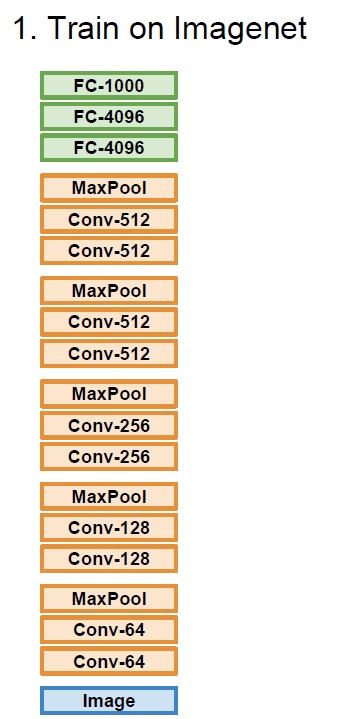 1. Train on Imagenet
FC-1000
FC-4096
FC-4096
MaxPool
Conv-512
Conv-512
MaxPool
Conv-512
Conv-512
MaxPool
Conv-256
Conv-256
MaxPool
Conv-128
Conv-128
MaxPool
Conv-64
Conv-64
Image